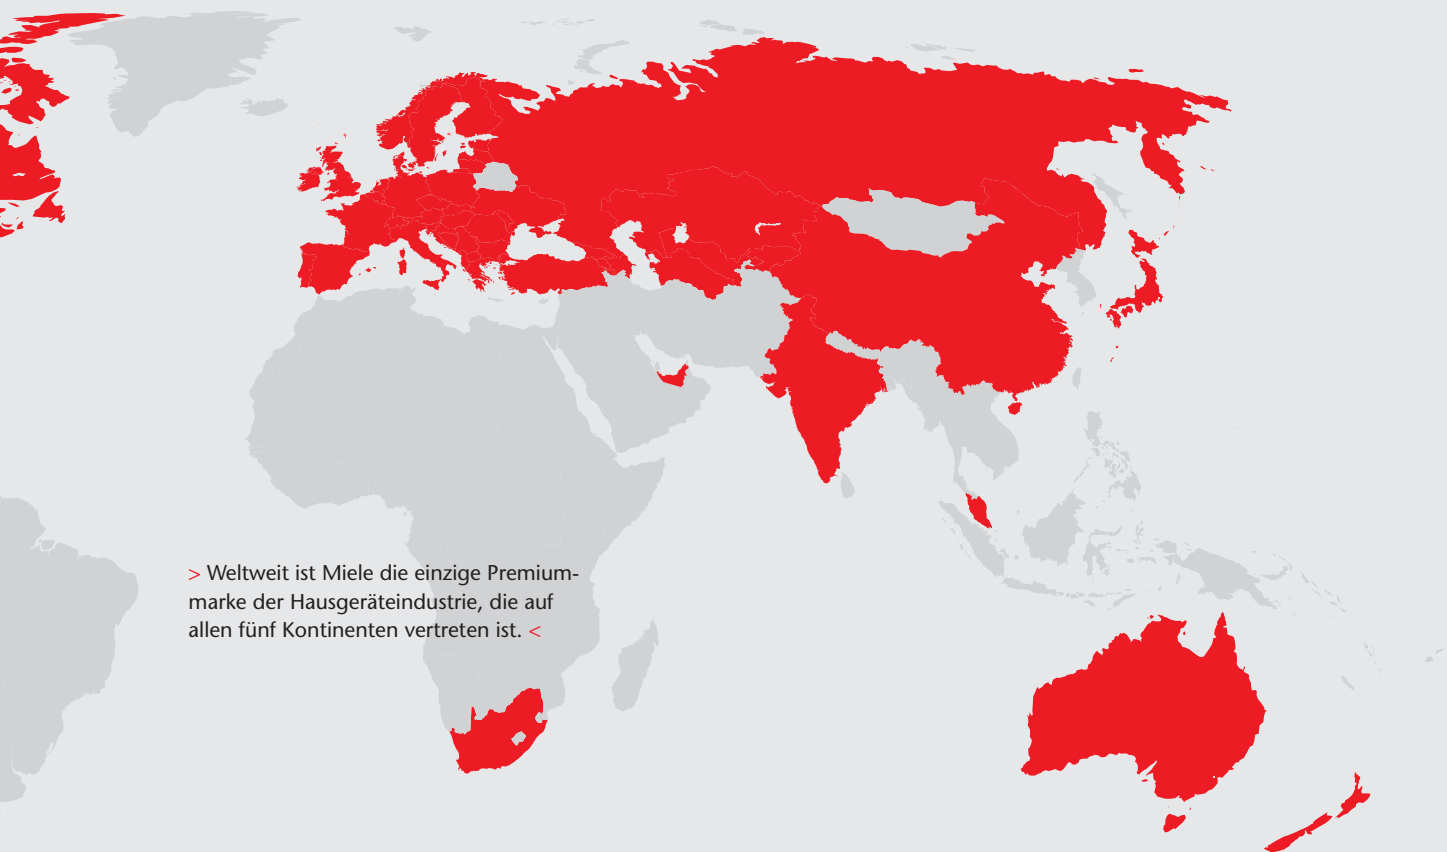 > Weltweit ist Miele die einzige Premium-
marke der Hausgeräteindustrie, die auf
allen fünf Kontinenten vertreten ist. <